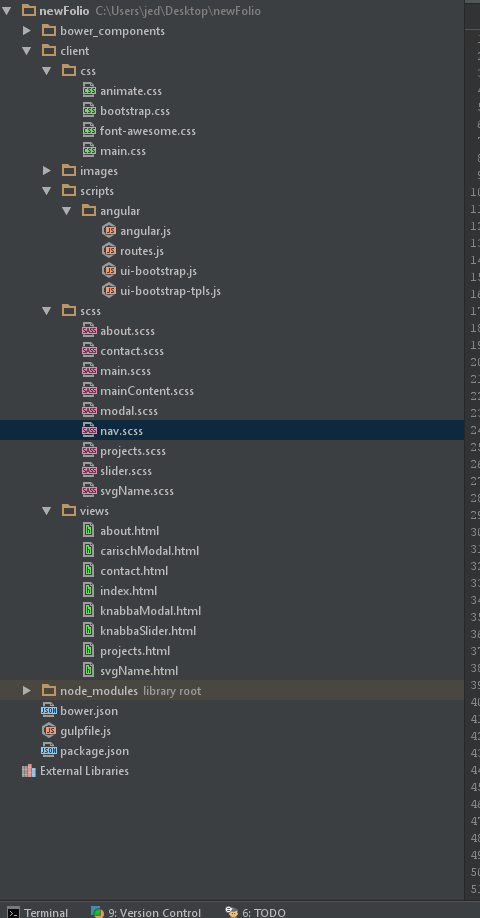 newFolio C:\Users\jed\Desktop\newFolio
bower_components
client
css
animate.css
bootstrap.css
font-awesome.css
main.css
images
scripts
angular
angular.js
routes.js
ui-bootstrap.js
ui-bootstrap-tpls.js
scss
about.scss
contact.scss
main.scss
mainContent.scss
modal.scss
nav.scss
projects.scss
slider.scss
svgName.scss
views
about.html
carischModal.html
contact.html
index.html
knabbaModal.html
knabbaSlider.html
projects.html
svgName.html
node_modules library root
bower.json
gulpfile.js
package.json
External Libraries
Terminal 9: Version Control 6: TODO